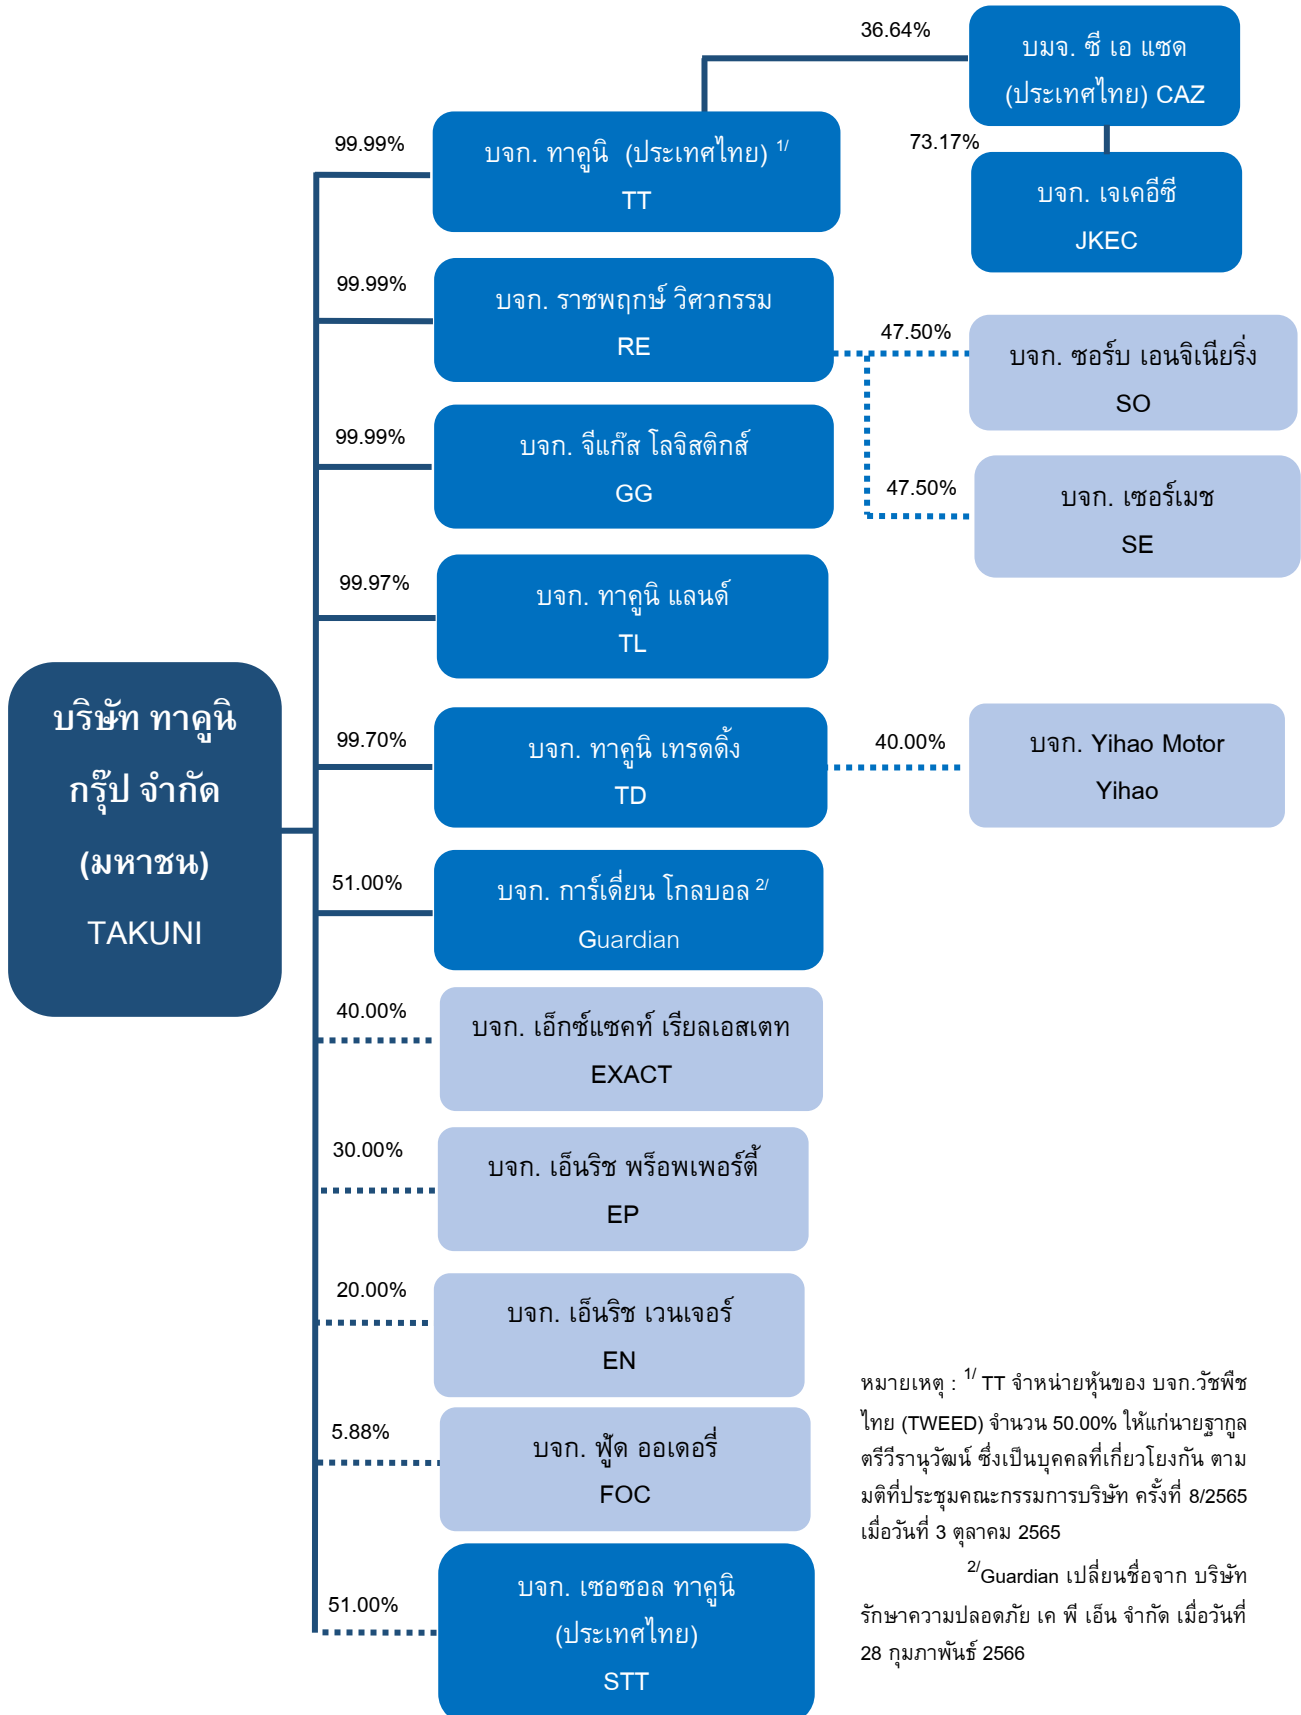 36.64%
บมจ. ซี เอ แซด
(ประเทศไทย) CAZ
73.17%
บจก. เจเคอีซี
JKEC
99.99%
บจก. ทาคูนิ (ประเทศไทย) 1/
TT
99.99%
บจก. ราชพฤกษ์ วิศวกรรม
RE
47.50%
บจก. ซอร์บ เอนจิเนียริ่ง
SO
99.99%
บจก. จีแก๊ส โลจิสติกส์
GG
47.50%
บจก. เซอร์เมช
SE
99.97%
บจก. ทาคูนิ แลนด์
TL
บริษัท ทาคูนิ
กรุ๊ป จำกัด
(มหาชน)
TAKUNI
99.70%
บจก. ทาคูนิ เทรดดิ้ง
TD
40.00%
บจก. Yihao Motor
Yihao
51.00%
บจก. การ์เดี่ยน โกลบอล 2/
Guardian
40.00%
บจก. เอ็กซ์แซคท์ เรียลเอสเตท
EXACT
30.00%
บจก. เอ็นริช พร็อพเพอร์ตี้
EP
20.00%
บจก. เอ็นริช เวนเจอร์
EN
5.88%
บจก. ฟู้ด ออเดอรี่
FOC
51.00%
บจก. เซอซอล ทาคูนิ
(ประเทศไทย)
STT
หมายเหตุ : 1/ TT จำหน่ายหุ้นของ บจก.วัชพืช
ไทย (TWEED) จำนวน 50.00% ให้แก่นายฐากูล
ตรีวีรานุวัฒน์ ซึ่งเป็นบุคคลที่เกี่ยวโยงกัน ตาม
มติที่ประชุมคณะกรรมการบริษัท ครั้งที่ 8/2565
เมื่อวันที่ 3 ตุลาคม 2565
2/Guardian เปลี่ยนชื่อจาก บริษัท
รักษาความปลอดภัย เค พี เอ็น จำกัด เมื่อวันที่
28 กุมภาพันธ์ 2566